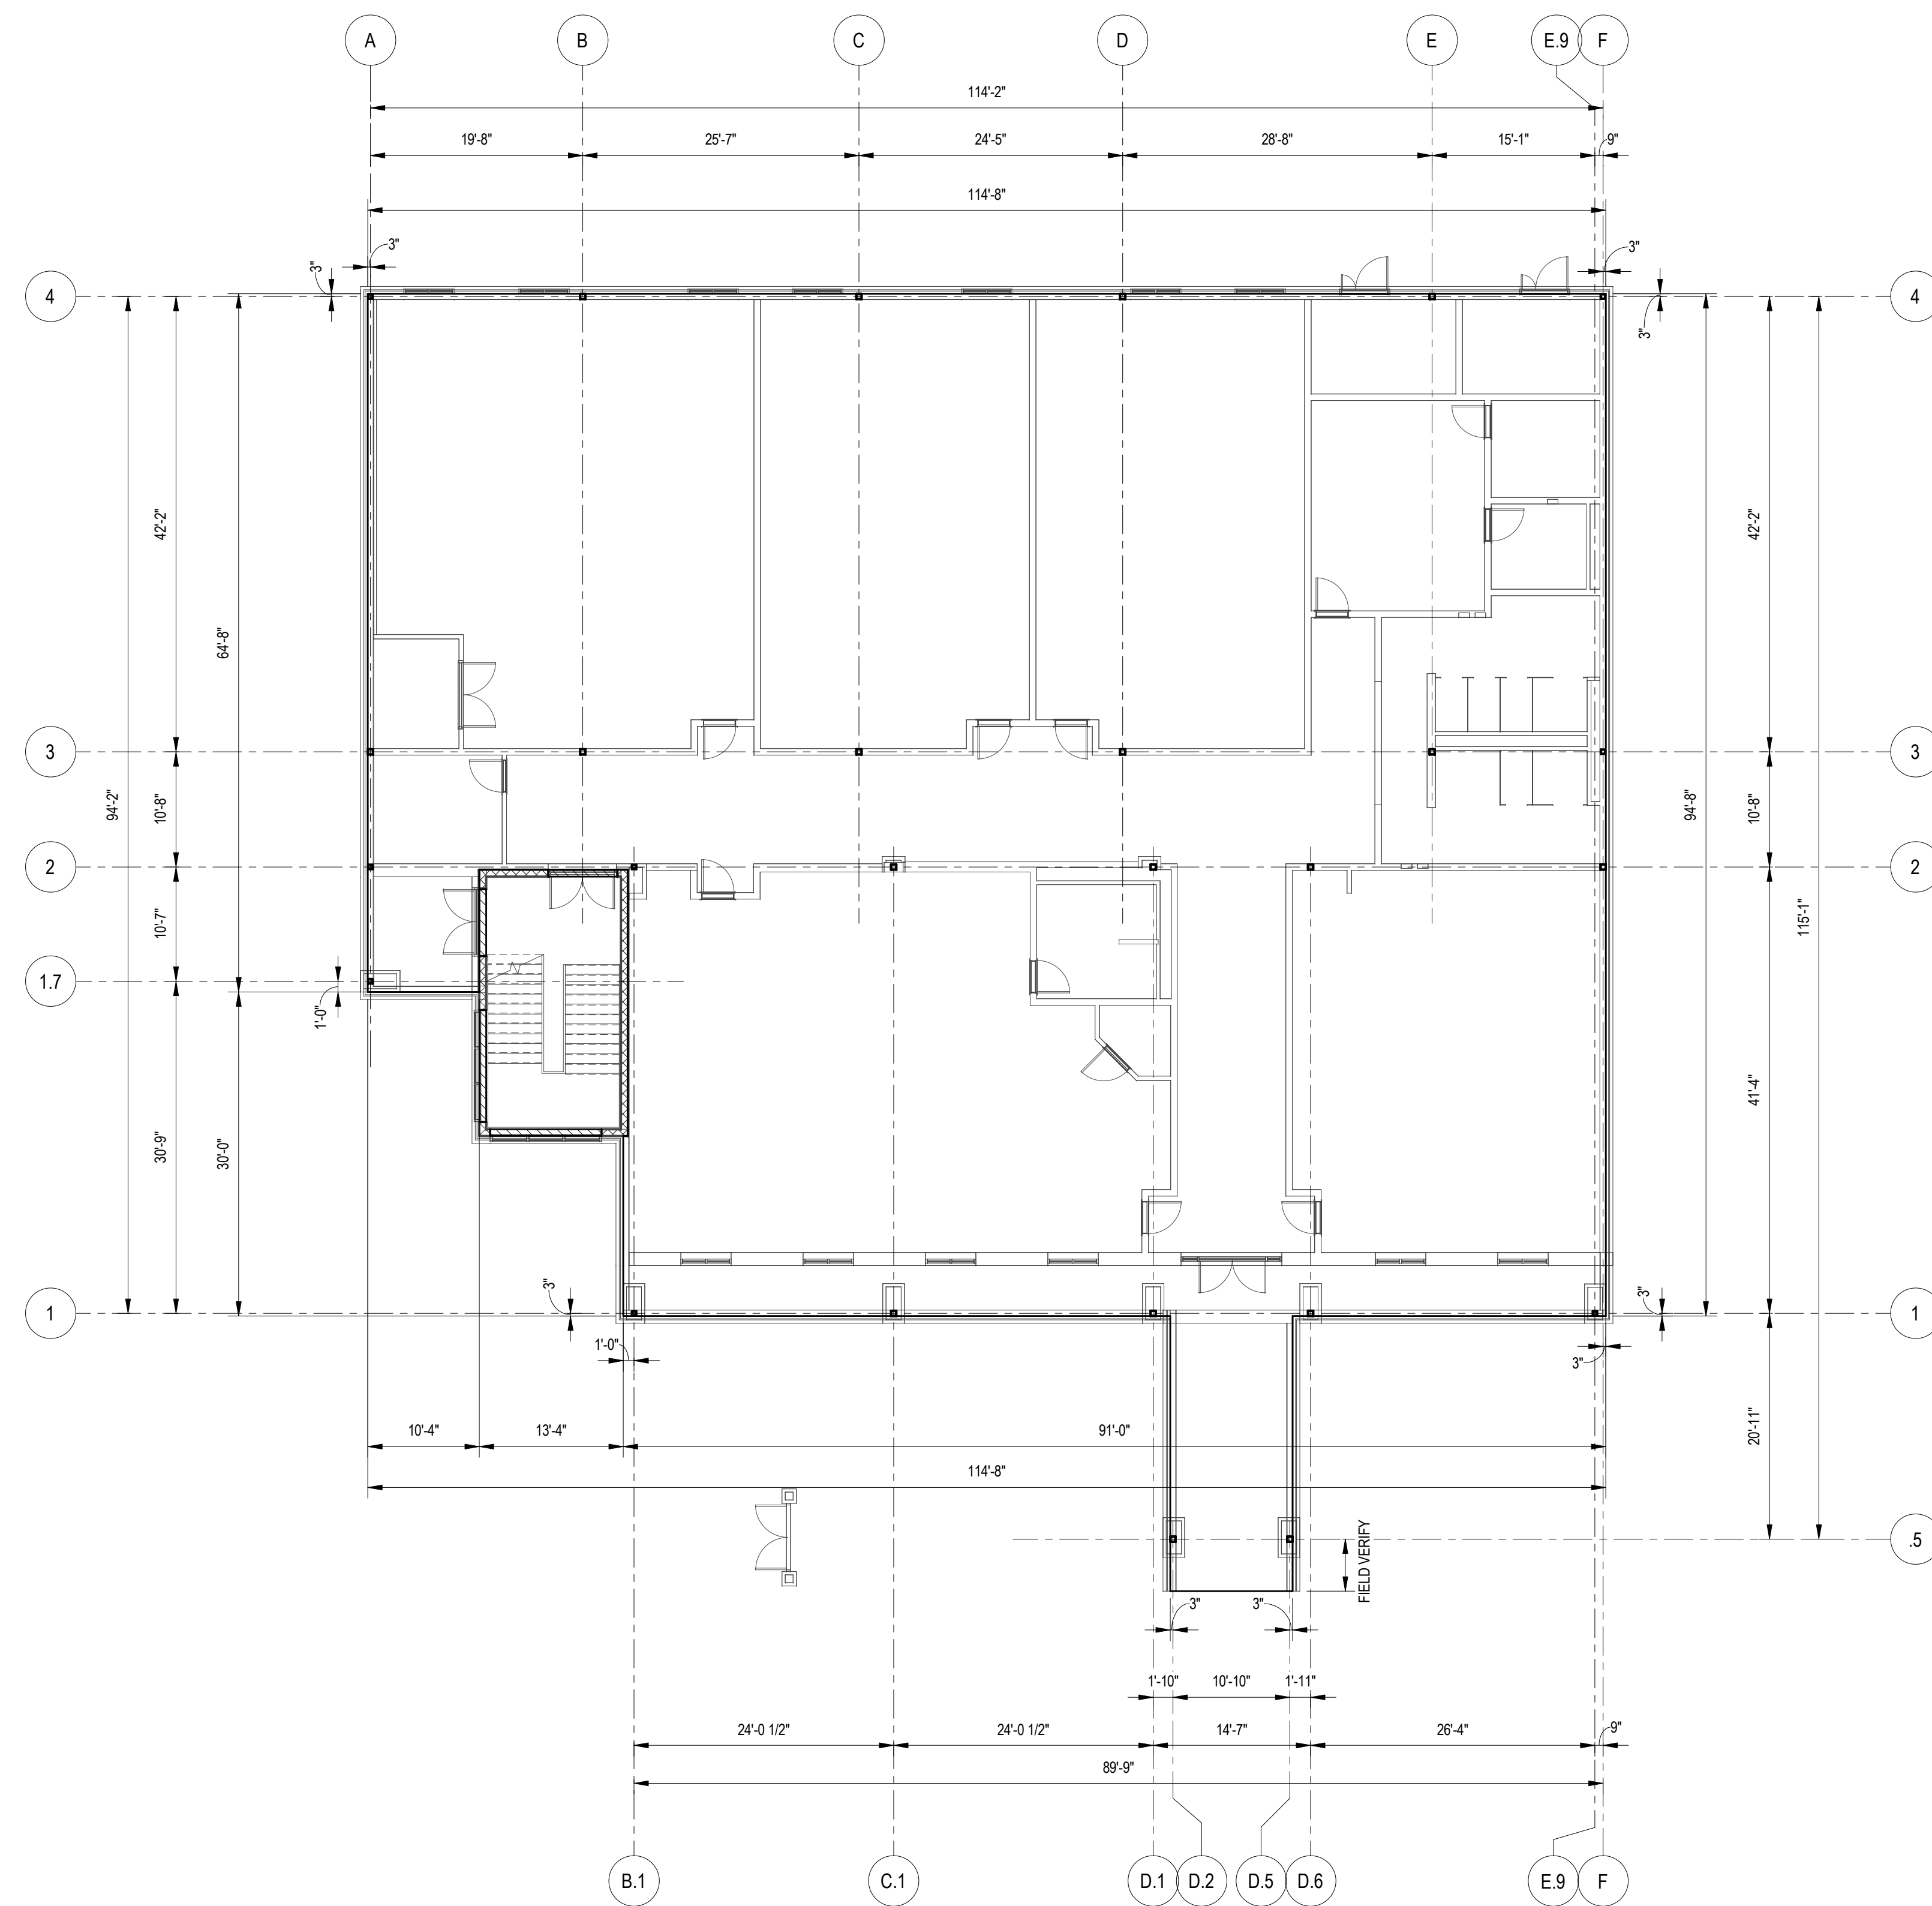 A B C D E E.9 F
114'-2"
19'-8" 25'-7" 24'-5" 28'-8" 15'-1" 9"
114'-8"
3" 3"
3" 3"
4 4
42'-2" 42'-2"
64'-8"
3 3
94'-2" 10'-8" 94'-8" 10'-8"
2 2
10'-7" 115'-1"
1.7
1'-0"
41'-4"
30'-9" 30'-0"
3" 3"
1 1
1'-0" 3"
10'-4" 13'-4" 91'-0" 20'-11"
114'-8"
.5
FIELD VERIFY
3" 3"
1'-10" 10'-10" 1'-11"
24'-0 1/2" 24'-0 1/2" 14'-7" 26'-4" 9"
89'-9"
B.1 C.1 D.1 D.2 D.5 D.6 E.9 F